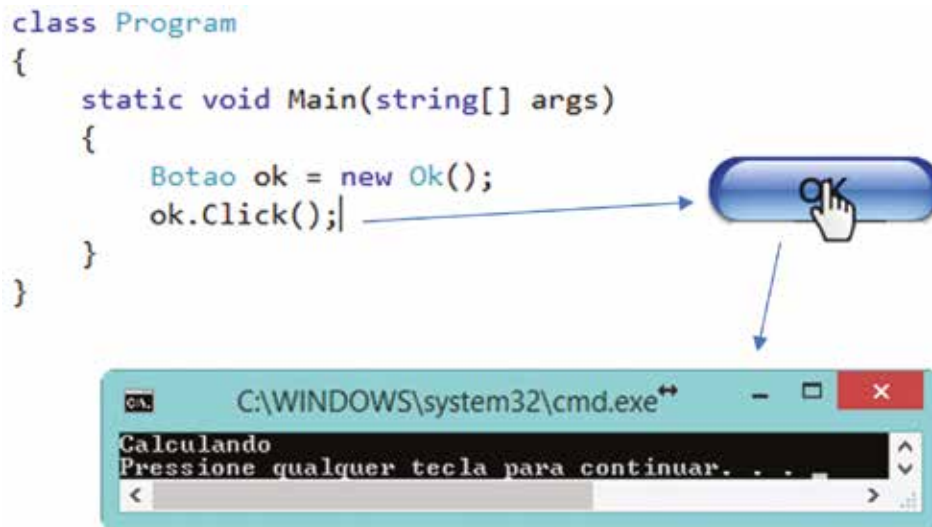 class Program
{
static void Main(string[] args)
{
Botao ok = new Ok();
ok.Click();
}
}
OK
C:\WINDOWS\system32\cmd.exe
Calculando
Pressione qualquer tecla para continuar. . . _